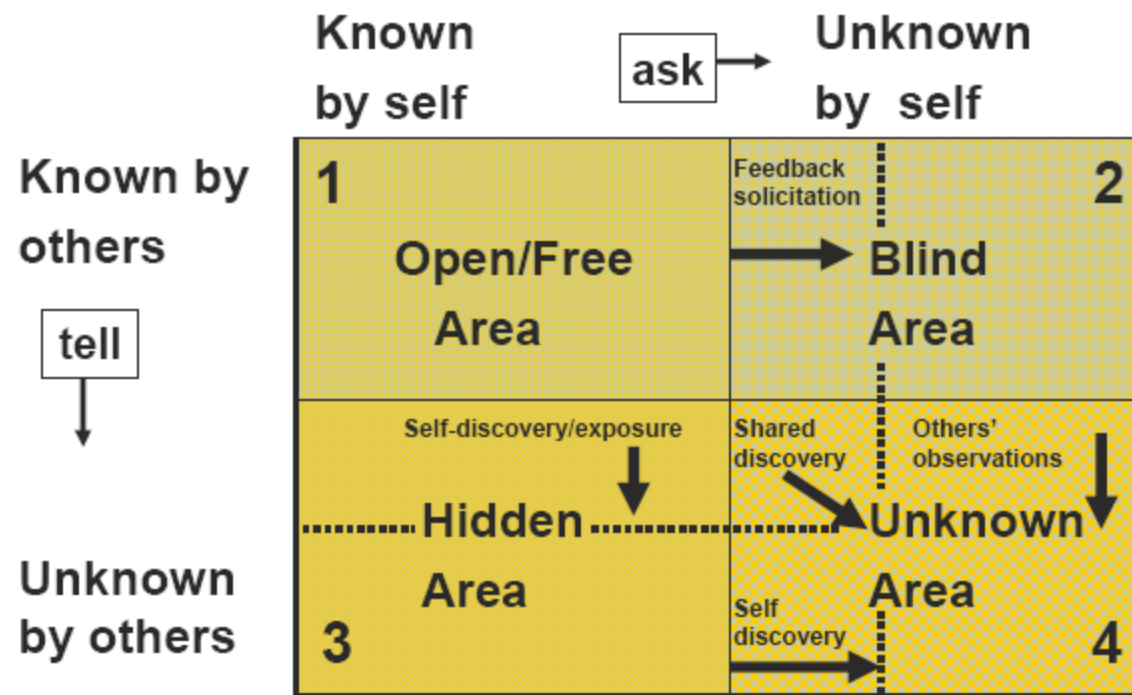 Known
by self
ask
Unknown
by self
Known by
others
tell
1
Open/Free
Area
Feedback
solicitation
2
Blind
Area
Self-discovery/exposure
Hidden
Area
3
Shared
discovery
Others'
observations
Unknown
Area
Self
discovery
4
Unknown
by others